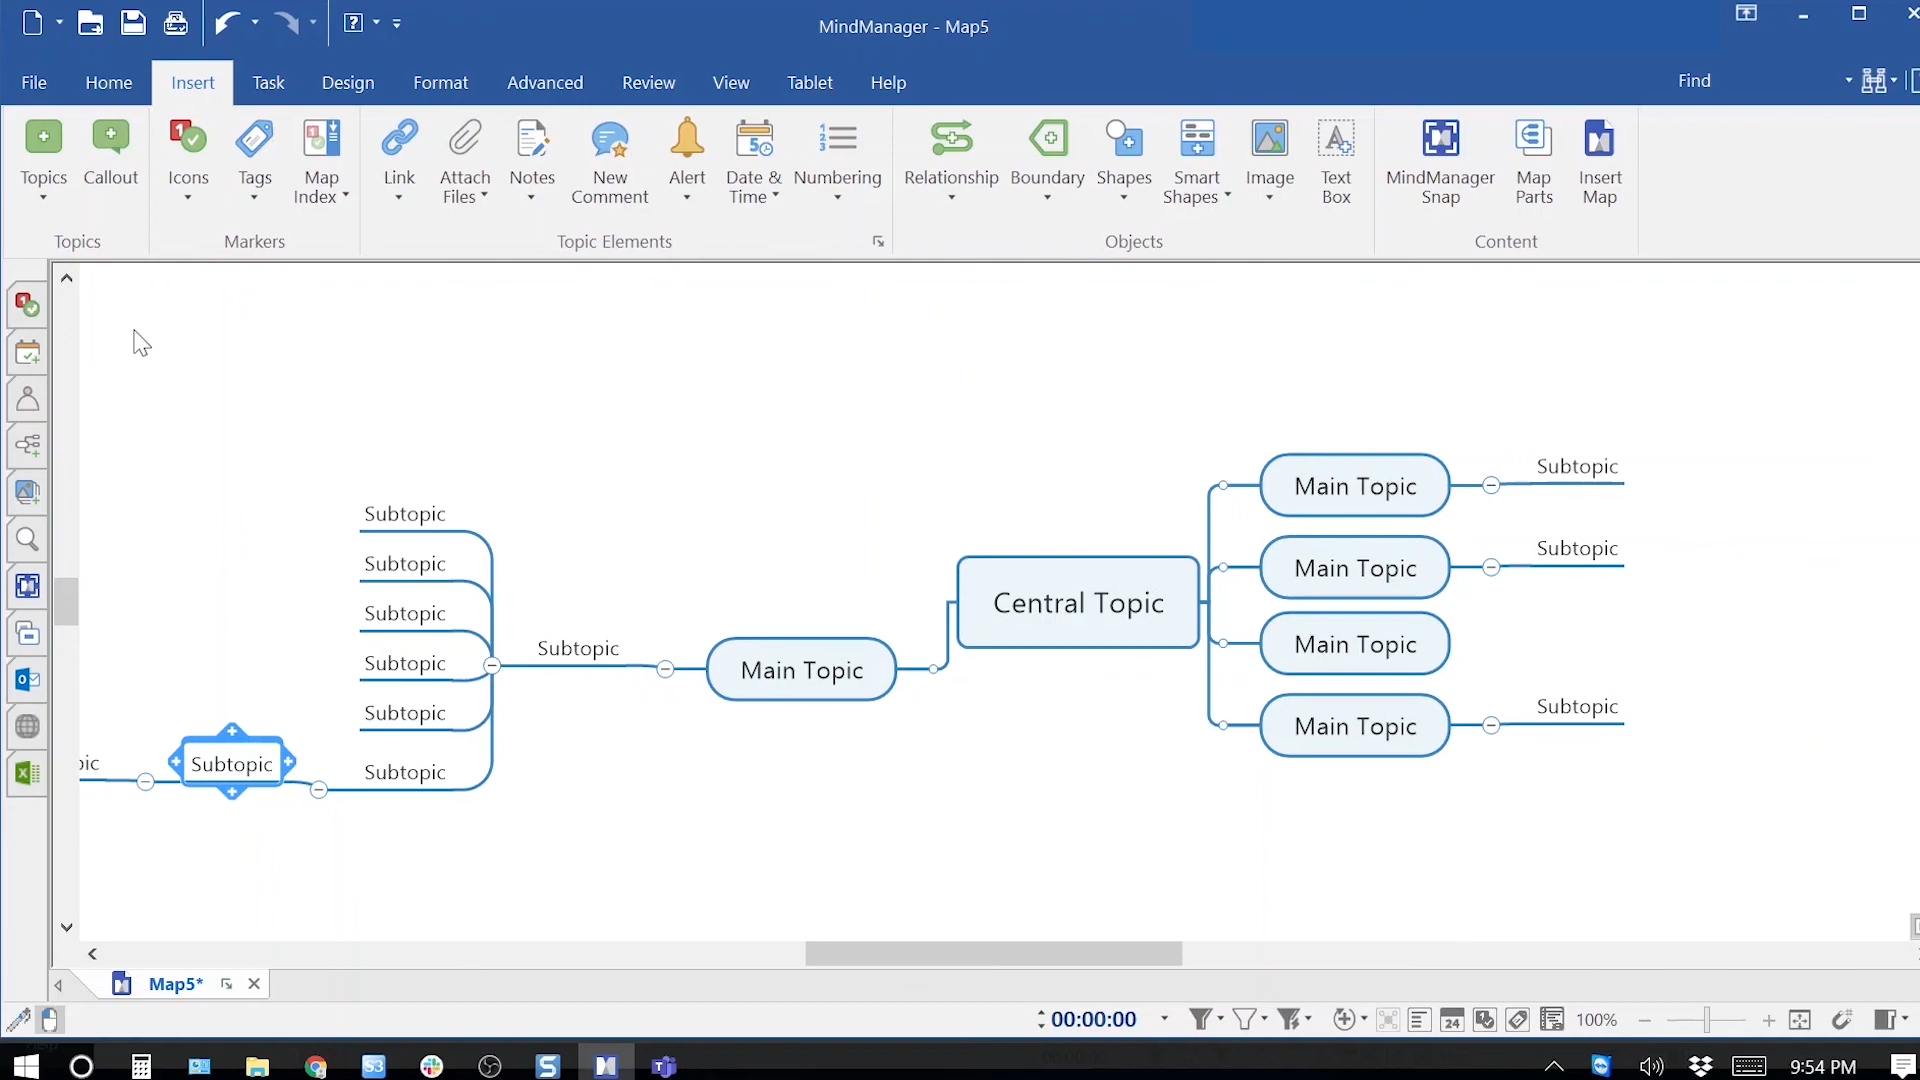 MindManager - Map5
File Home Insert Task Design Format Advanced Review View Tablet Help Find
Topics Callout Icons Tags Map Index Link Attach Files Notes New Comment Alert Date & Time Numbering Relationship Boundary Shapes Smart Shapes Image Text Box MindManager Snap Map Parts Insert Map
Topics Markers Topic Elements Objects Content
Subtopic
Subtopic
Subtopic
Subtopic
Subtopic
Subtopic
Subtopic
Subtopic
pic
Main Topic
Central Topic
Main Topic
Subtopic
Main Topic
Subtopic
Main Topic
Main Topic
Subtopic
Map5*
00:00:00
24
100%
9:54 PM